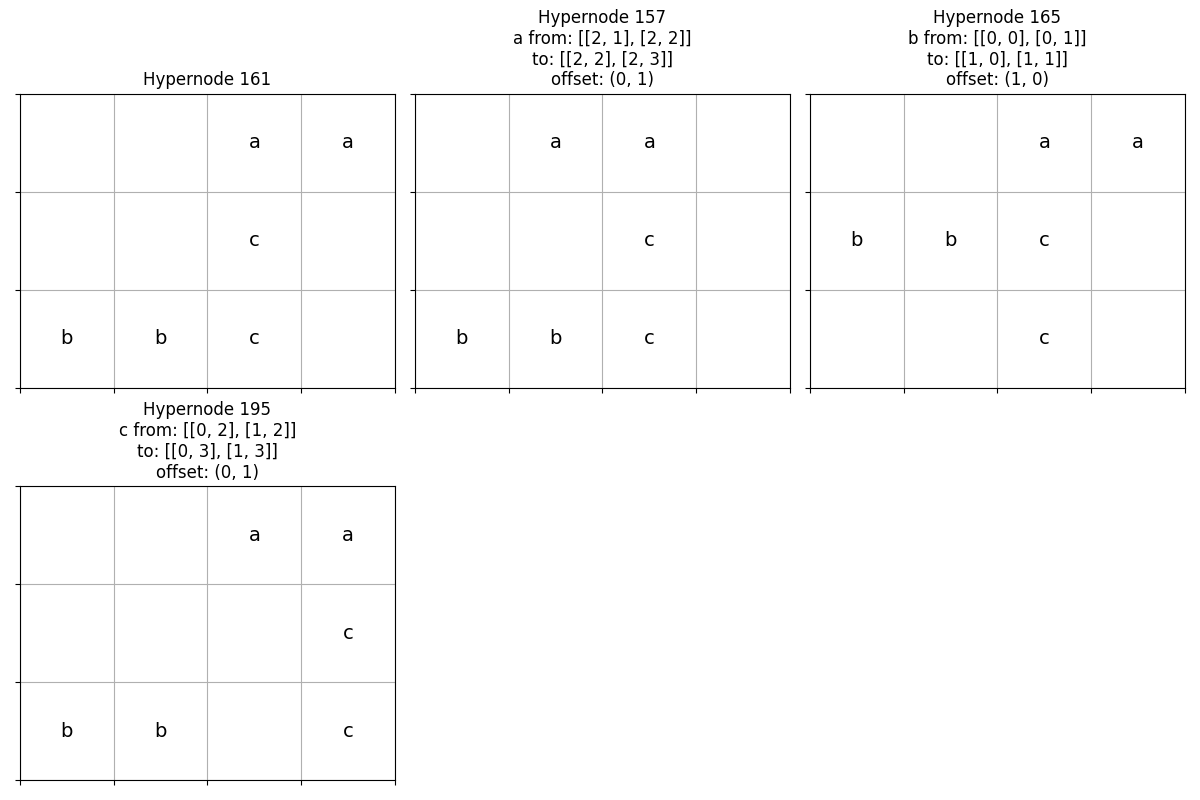 Hypernode 161
a a
c
b b c
Hypernode 157
a from: [[2, 1], [2, 2]]
to: [[2, 2], [2, 3]]
offset: (0, 1)
a a
c
b b c
Hypernode 165
b from: [[0, 0], [0, 1]]
to: [[1, 0], [1, 1]]
offset: (1, 0)
a a
b b c
c
Hypernode 195
c from: [[0, 2], [1, 2]]
to: [[0, 3], [1, 3]]
offset: (0, 1)
a a
c
b b c